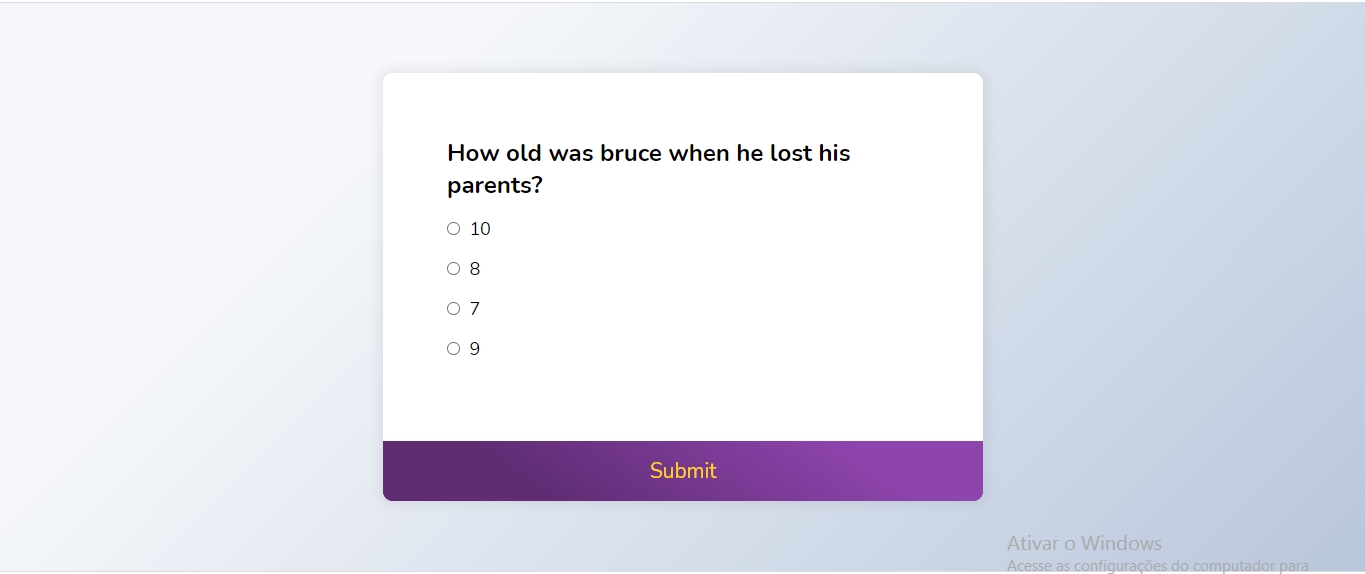 How old was bruce when he lost his
parents?
10
8
7
9
Submit
Ativar o Windows
Acesse as configurações do computador para